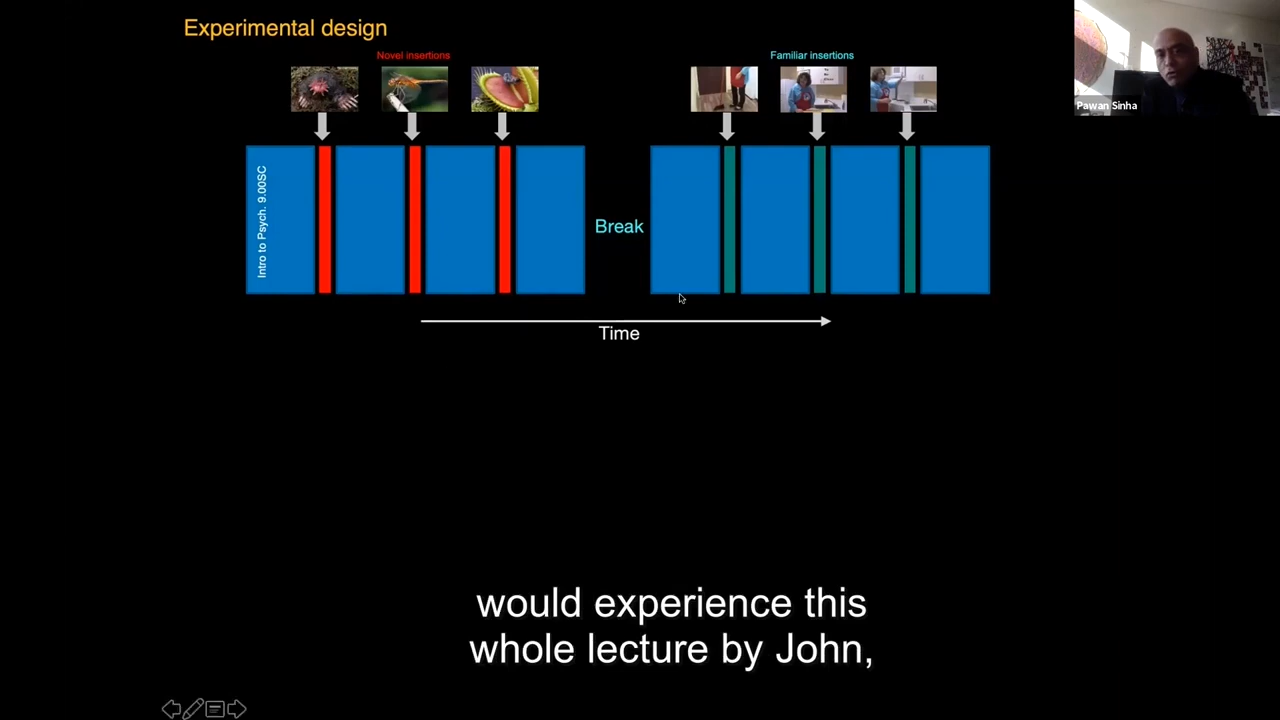 Experimental design
Novel insertions
Familiar insertions
Pawan Sinha
Intro to Psych. 9.00SC
Break
Time
would experience this
whole lecture by John,